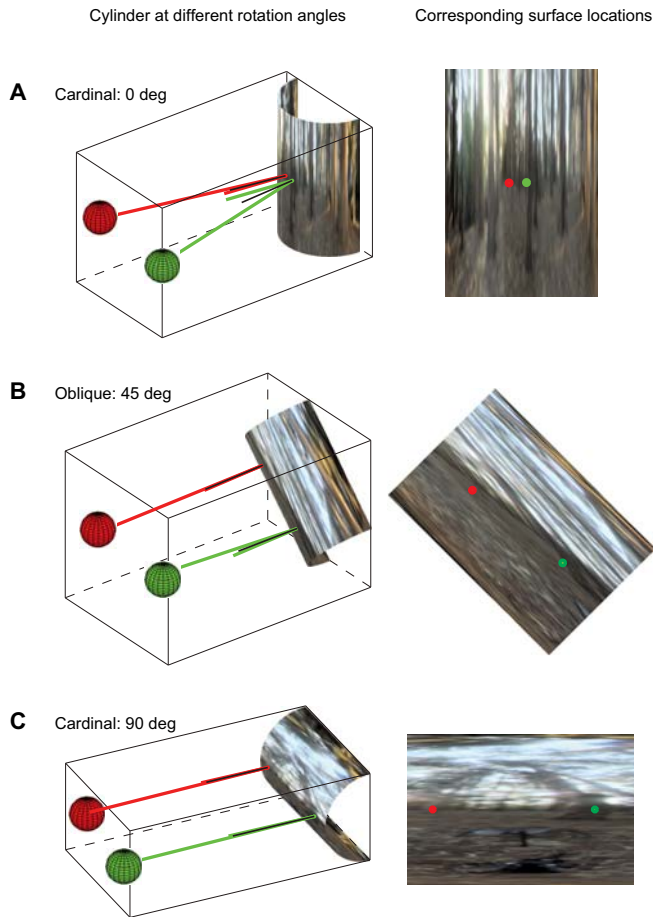 Cylinder at different rotation angles
Corresponding surface locations
A
Cardinal: 0 deg
B
Oblique: 45 deg
C
Cardinal: 90 deg